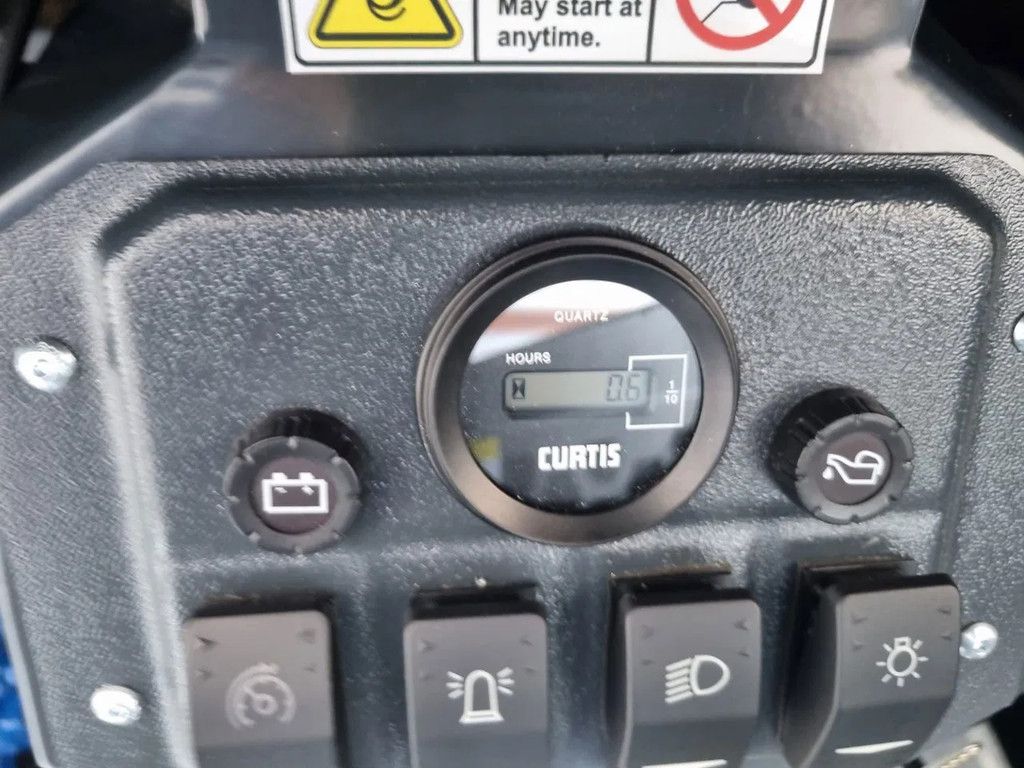 May start at
anytime.
QUARTZ
HOURS
0.6
1
10
CURTIS